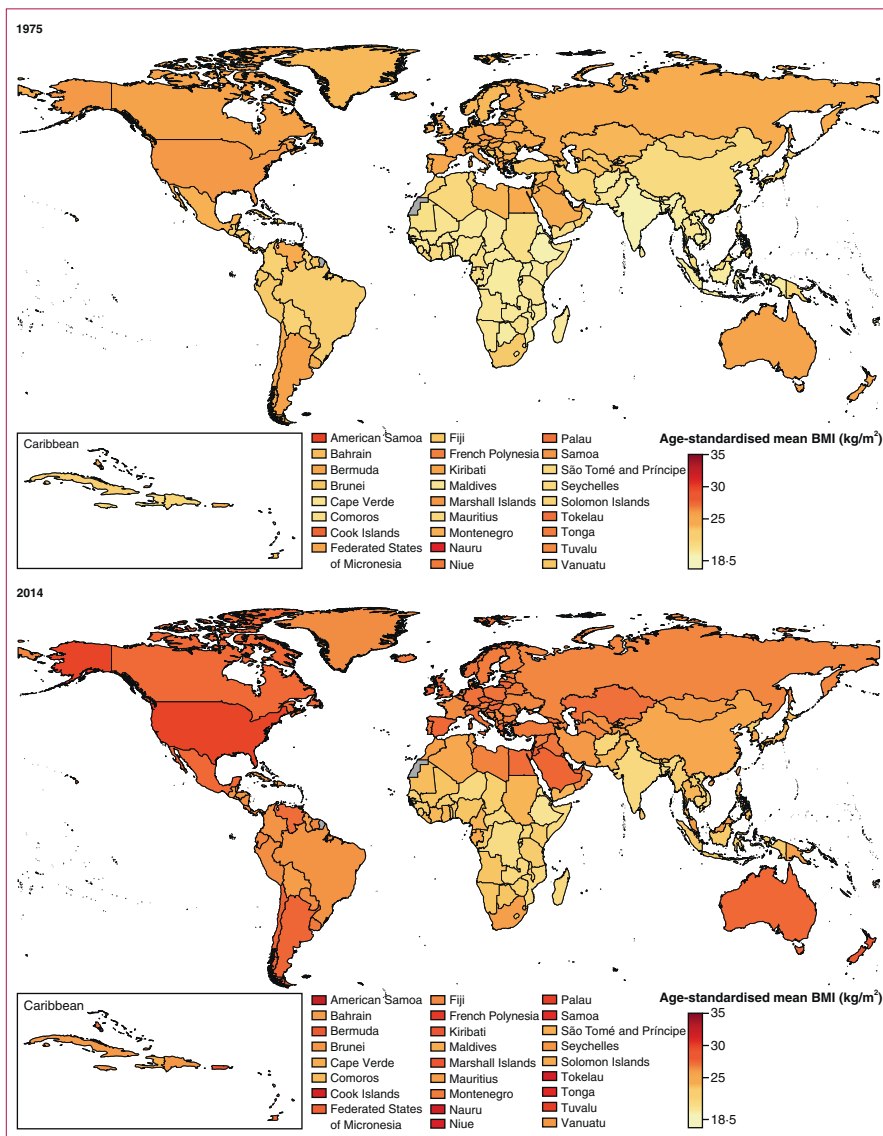 1975
Caribbean
American Samoa
Bahrain
Bermuda
Brunei
Cape Verde
Comoros
Cook Islands
Federated States
of Micronesia
Fiji
French Polynesia
Kiribati
Maldives
Marshall Islands
Mauritius
Montenegro
Nauru
Niue
Palau
Samoa
São Tomé and Príncipe
Seychelles
Solomon Islands
Tokelau
Tonga
Tuvalu
Vanuatu
Age-standardised mean BMI (kg/m²)
35
25
18·5
2014
Caribbean
American Samoa
Bahrain
Bermuda
Brunei
Cape Verde
Comoros
Cook Islands
Federated States
of Micronesia
Fiji
French Polynesia
Kiribati
Maldives
Marshall Islands
Mauritius
Montenegro
Nauru
Niue
Palau
Samoa
São Tomé and Príncipe
Seychelles
Solomon Islands
Tokelau
Tonga
Tuvalu
Vanuatu
Age-standardised mean BMI (kg/m²)
35
25
18·5